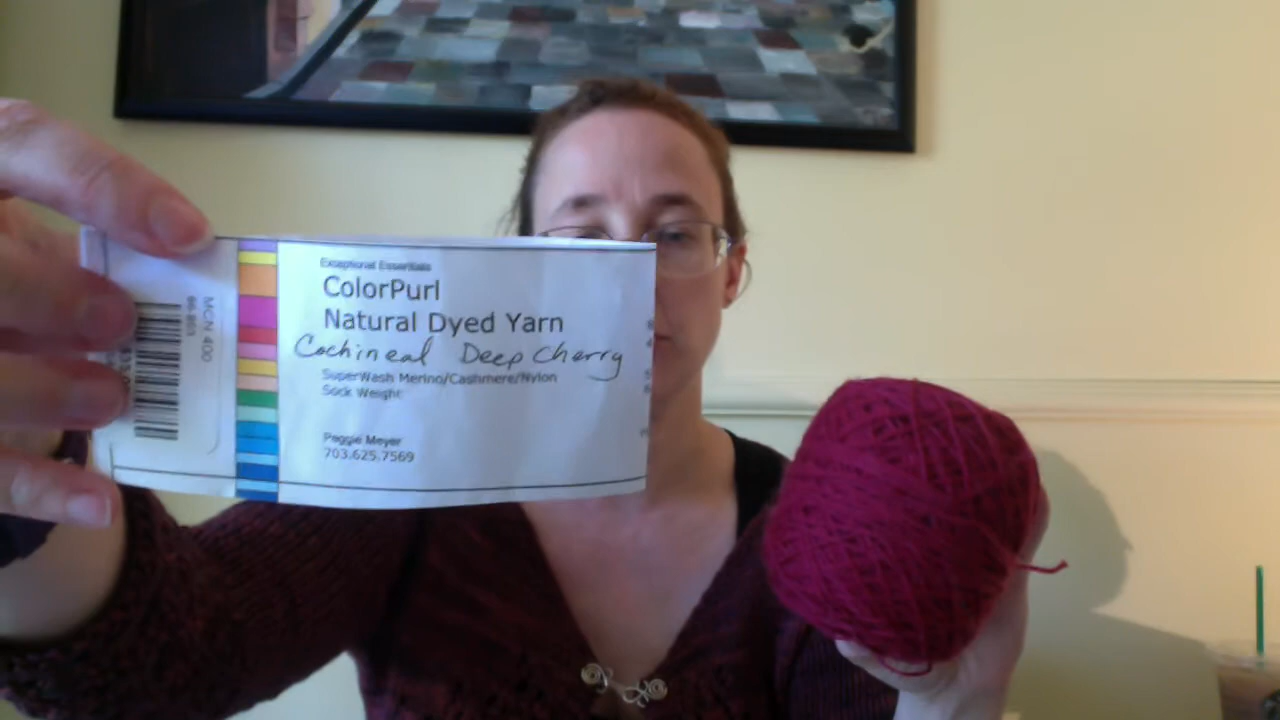 Exceptional Essentials
ColorPurl
Natural Dyed Yarn
Cochineal Deep Cherry
SuperWash Merino/Cashmere/Nylon
Sock Weight
Peggie Meyer
703.625.7569
MCN 400